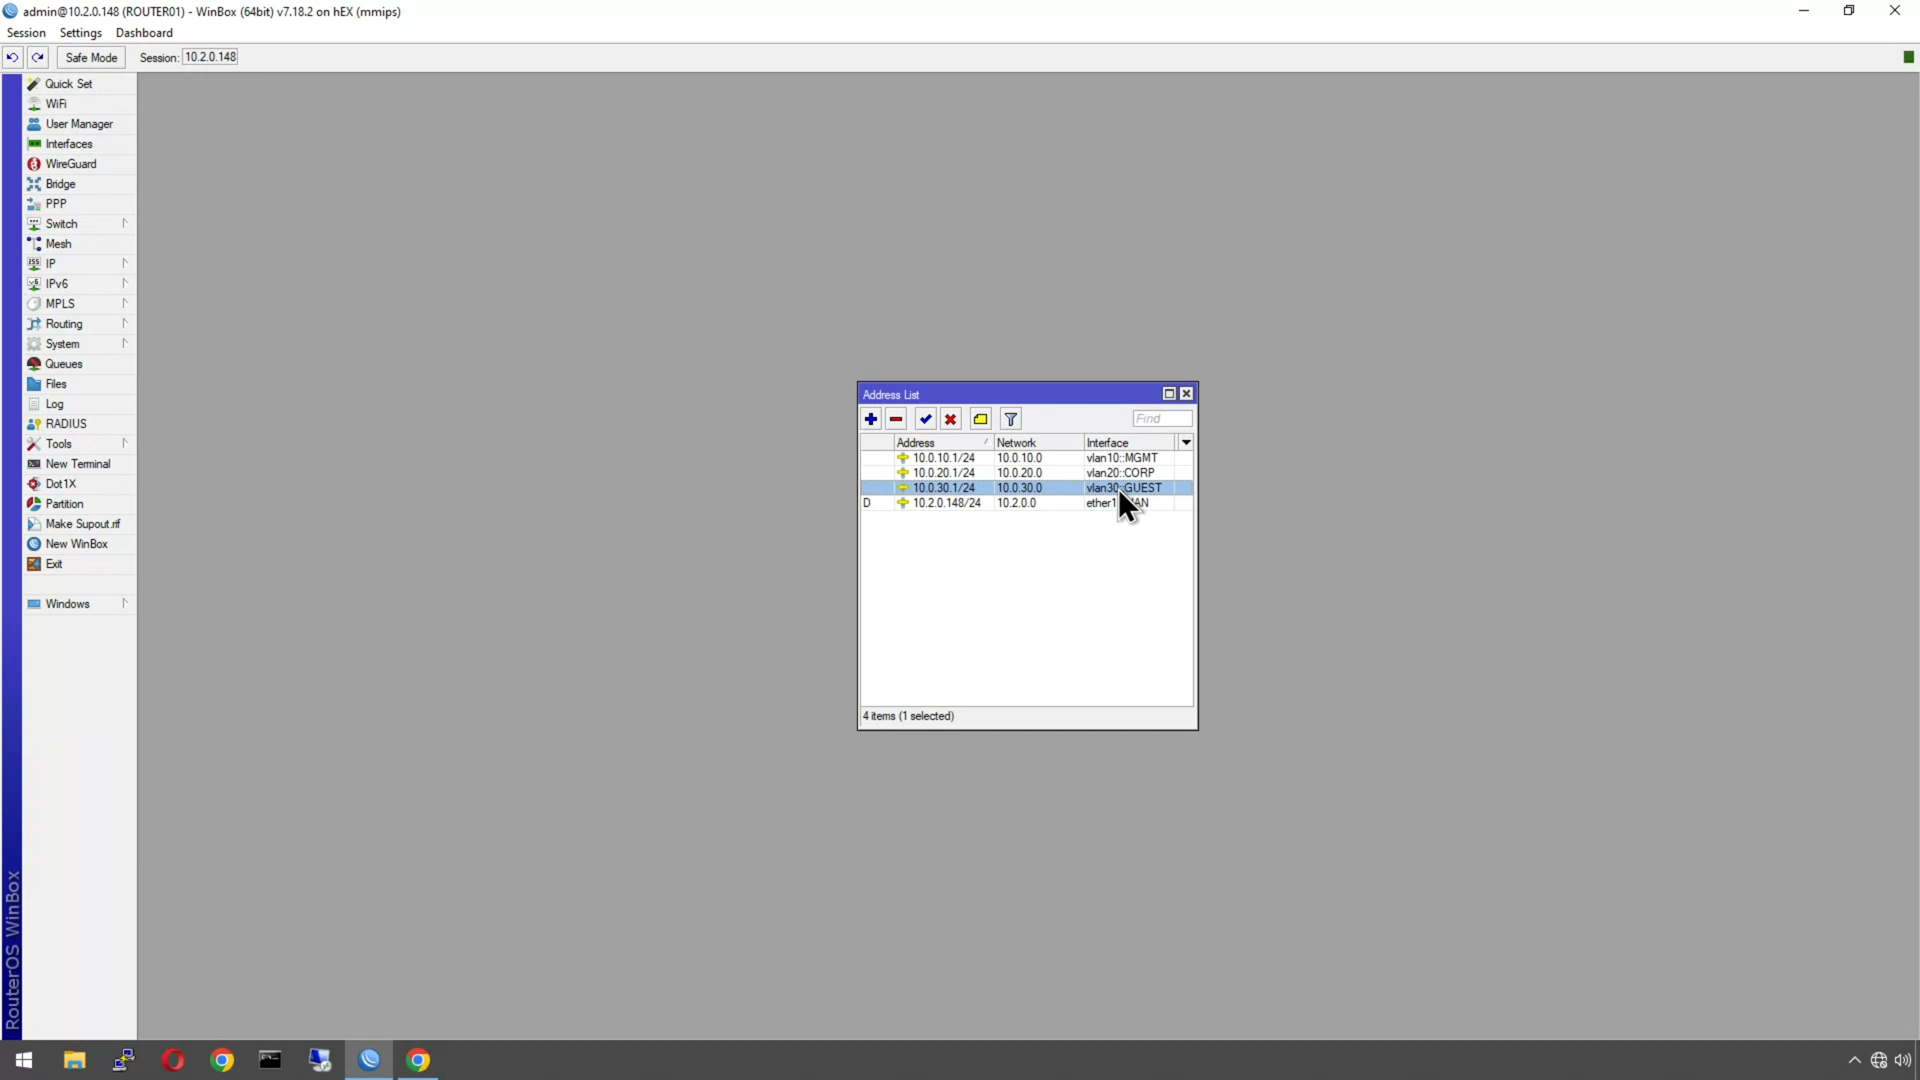 admin@10.2.0.148 (ROUTER01) - WinBox (64bit) v7.18.2 on hEX (mmips)
Session Settings Dashboard
Safe Mode Session: 10.2.0.148
Quick Set
WiFi
User Manager
Interfaces
WireGuard
Bridge
PPP
Switch
Mesh
IP
IPv6
MPLS
Routing
System
Queues
Files
Log
RADIUS
Tools
New Terminal
Dot1X
Partition
Make Supout.rif
New WinBox
Exit
Windows
RouterOS WinBox
Address List
Find
Address Network Interface
10.0.10.1/24 10.0.10.0 vlan10::MGMT
10.0.20.1/24 10.0.20.0 vlan20::CORP
10.0.30.1/24 10.0.30.0 vlan30::GUEST
D 10.2.0.148/24 10.2.0.0
4 items (1 selected)